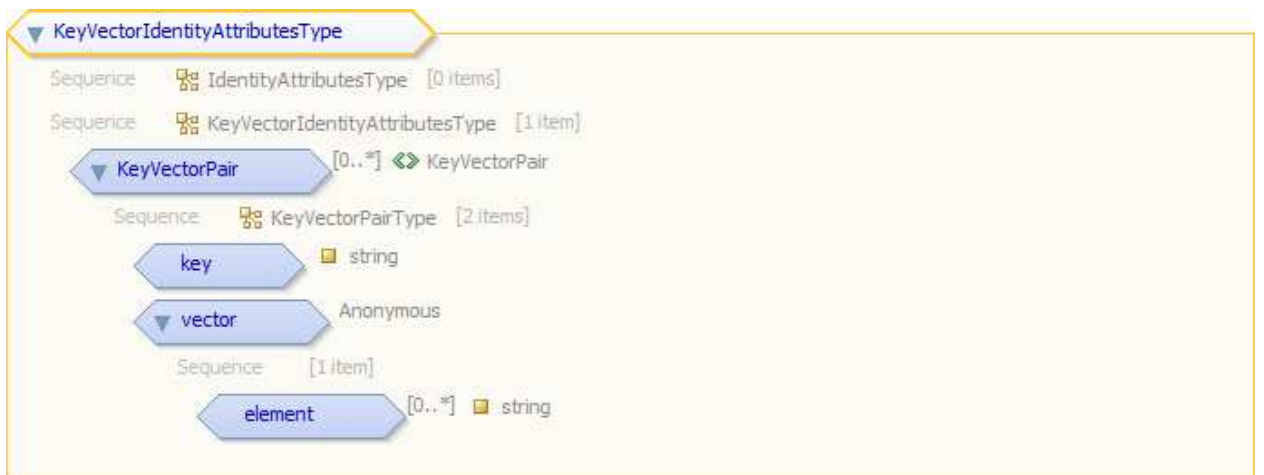 KeyVectorIdentityAttributesType
Sequence IdentityAttributesType [0 items]
Sequence KeyVectorIdentityAttributesType [1 item]
KeyVectorPair [0..*] KeyVectorPair
Sequence KeyVectorPairType [2 items]
key string
vector Anonymous
Sequence [1 item]
element [0..*] string